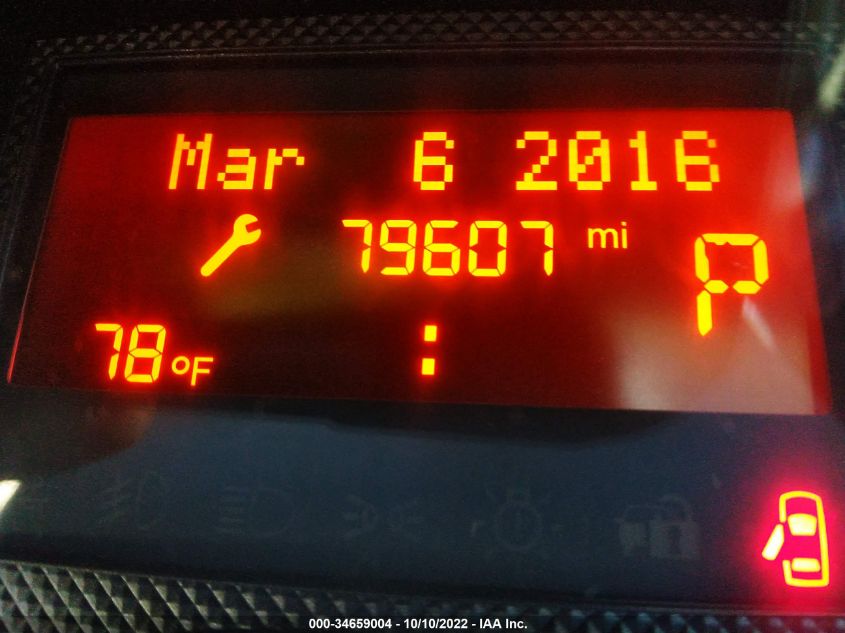 Mar 6 2016
79607 mi
P
78 °F :
000-34659004 - 10/10/2022 - IAA Inc.